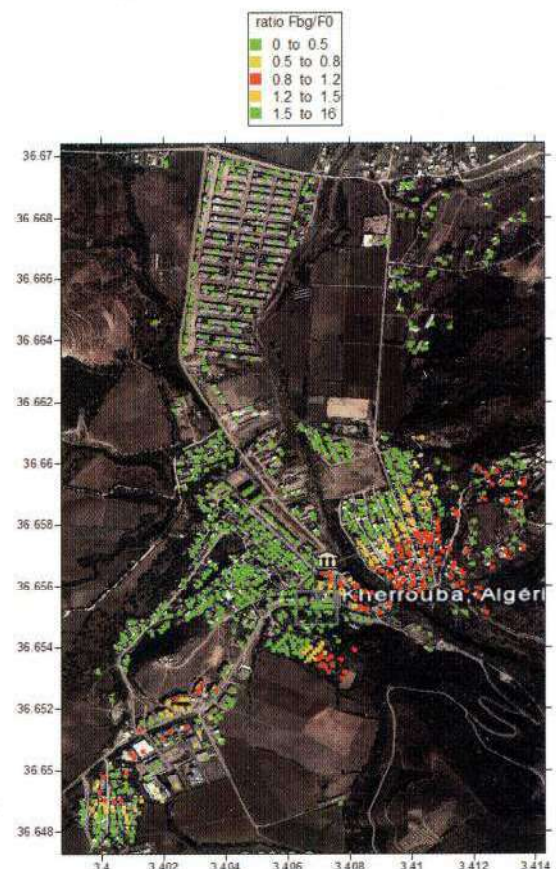 ratio Fbg/F0
0 to 0.5
0.5 to 0.8
0.8 to 1.2
1.2 to 1.5
1.5 to 16
36.67
36.668
36.666
36.664
36.662
36.66
36.658
36.656
Kherrouba, Algéri
36.654
36.652
36.65
36.648
3.4 3.402 3.404 3.406 3.408 3.41 3.412 3.414